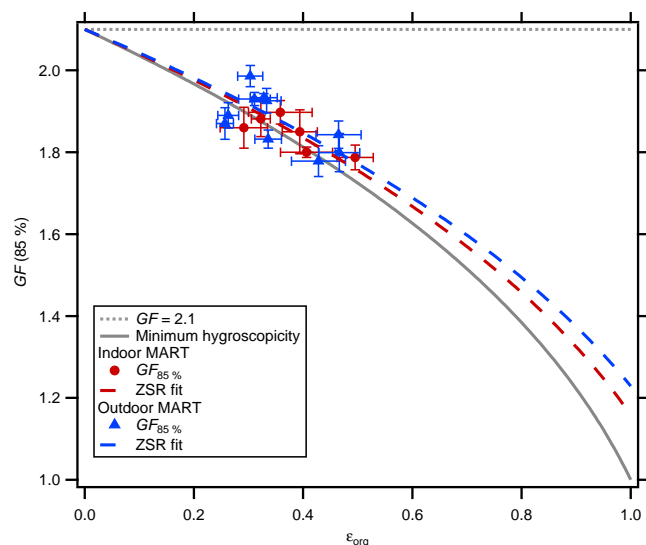 2.0
1.8
1.6
1.4
1.2
1.0
GF (85 %)
GF = 2.1
Minimum hygroscopicity
Indoor MART
GF85 %
ZSR fit
Outdoor MART
GF85 %
ZSR fit
0.0 0.2 0.4 0.6 0.8 1.0
εorg